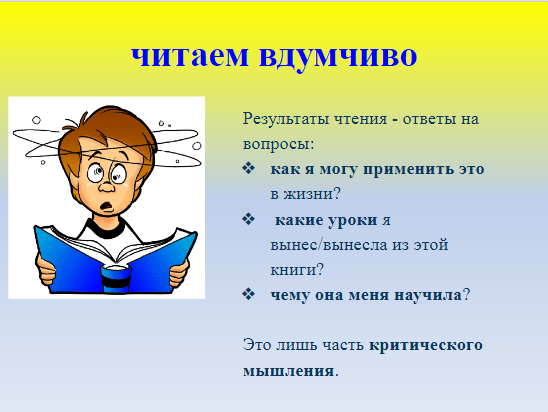 читаем вдумчиво
Результаты чтения - ответы на
вопросы:
❖ как я могу применить это
в жизни?
❖ какие уроки я
вынес/вынесла из этой
книги?
❖ чему она меня научила?
Это лишь часть критического
мышления.